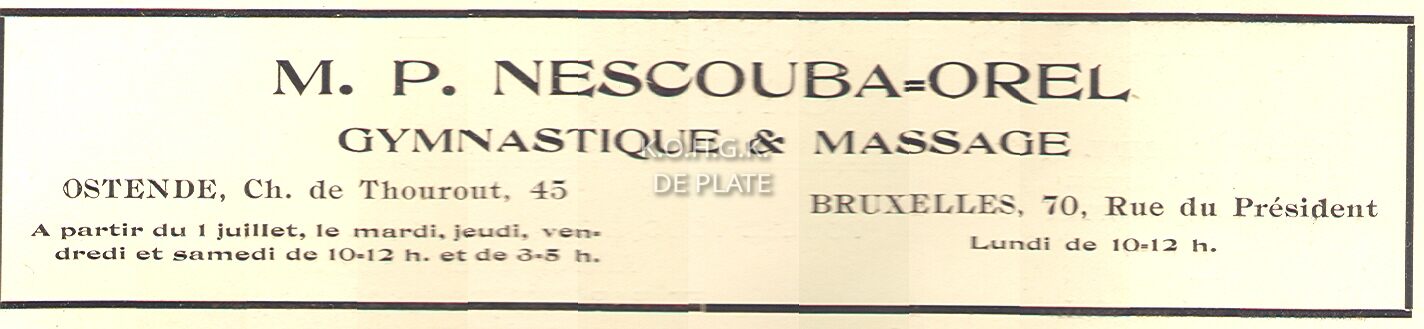 M. P. NESCOUBA=OREL
GYMNASTIQUE & MASSAGE
K.O.H.G.K.
DE PLATE
OSTENDE, Ch. de Thourout, 45
A partir du 1 juillet, le mardi, jeudi, ven-
dredi et samedi de 10-12 h. et de 3-5 h.
BRUXELLES, 70, Rue du Président
Lundi de 10-12 h.